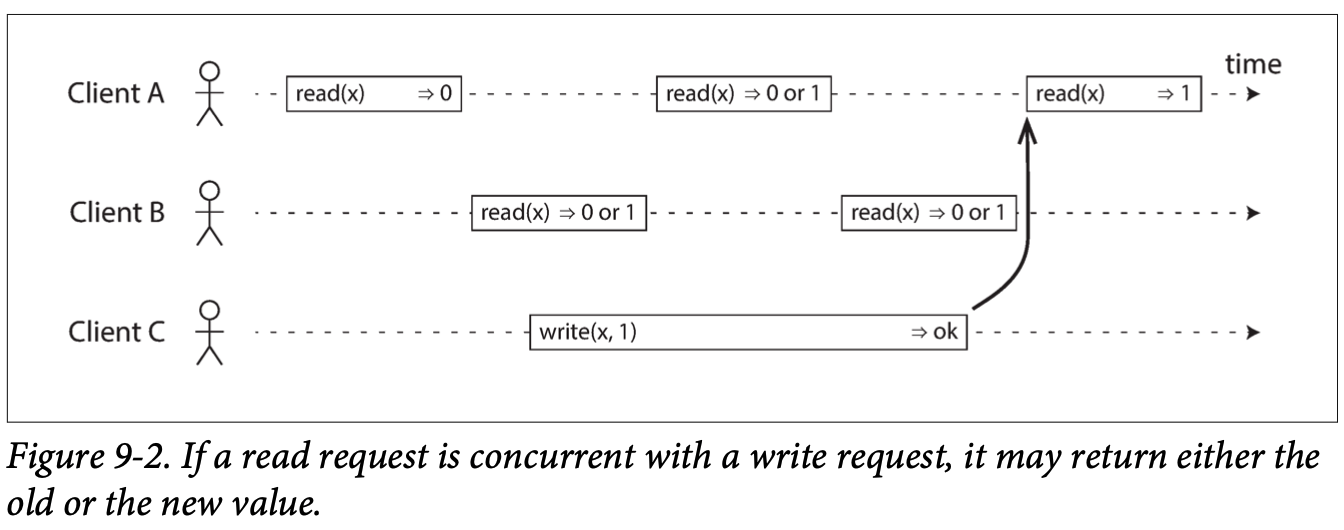 time
Client A read(x) ⇒ 0 read(x) ⇒ 0 or 1 read(x) ⇒ 1
Client B read(x) ⇒ 0 or 1 read(x) ⇒ 0 or 1
Client C write(x, 1) ⇒ ok
Figure 9-2. If a read request is concurrent with a write request, it may return either the
old or the new value.